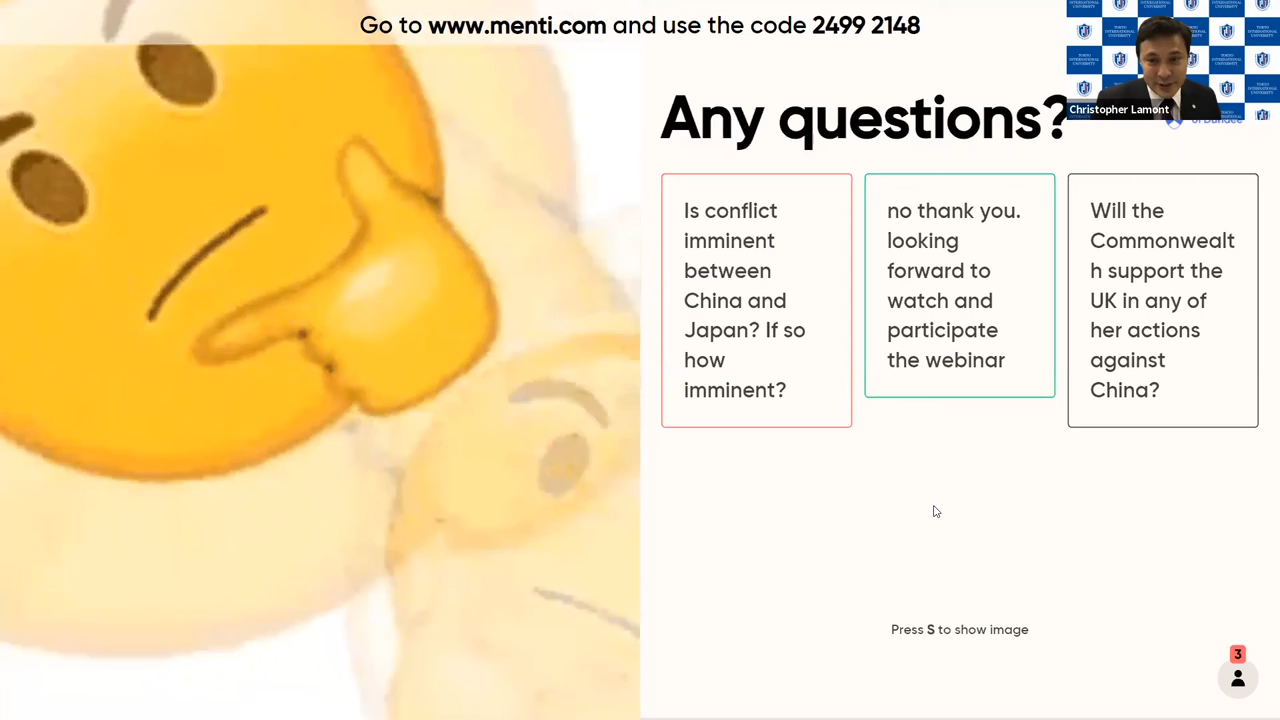 Go to www.menti.com and use the code 2499 2148
Christopher Lamont
Any questions?
Is conflict
imminent
between
China and
Japan? If so
how
imminent?
no thank you.
looking
forward to
watch and
participate
the webinar
Will the
Commonwealt
h support the
UK in any of
her actions
against
China?
Press S to show image
3